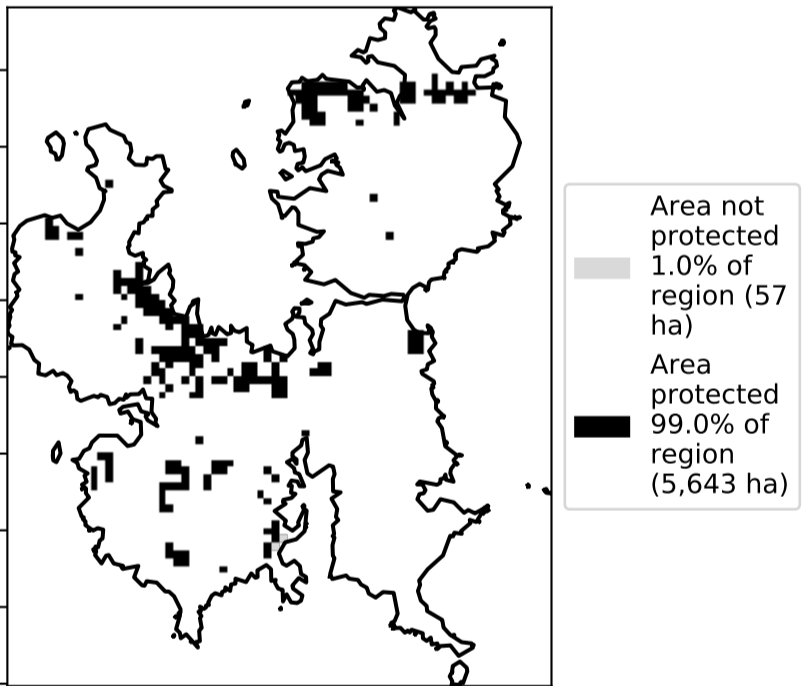 Area not
protected
1.0% of
region (57
ha)
Area
protected
99.0% of
region
(5,643 ha)